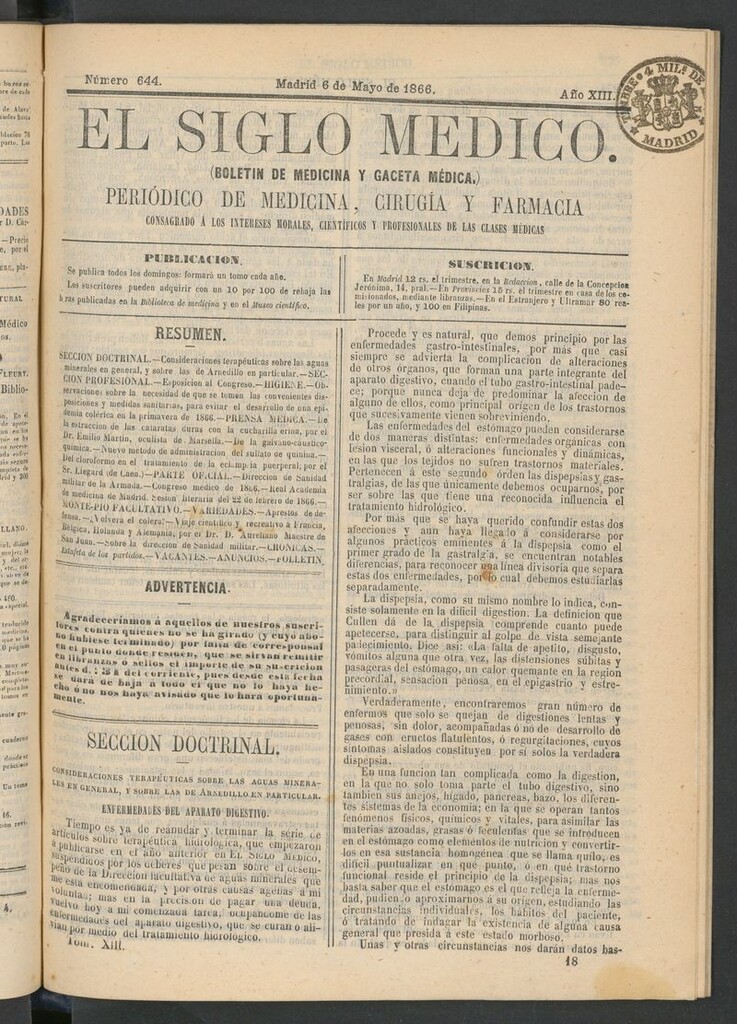 Número 644.
Madrid 6 de Mayo de 1866.
Año XIII.
TIMBRE 4 MIL.S DE
MADRID
EL SIGLO MEDICO.
(BOLETIN DE MEDICINA Y GACETA MÉDICA.)
PERIÓDICO DE MEDICINA, CIRUGÍA Y FARMACIA
CONSAGRADO Á LOS INTERESES MORALES, CIENTÍFICOS Y PROFESIONALES DE LAS CLASES MÉDICAS
PUBLICACION.
Se publica todos los domingos: formará un tomo cada año.
Los suscritores pueden adquirir con un 10 por 100 de rebaja las
bras publicadas en la Biblioteca de medicina y en el Museo científico.
SUSCRICION.
En Madrid 12 rs. el trimestre, en la Redaccion, calle de la Concepcion
Jerónima, 14, pral.—En Provincias 15 rs. el trimestre en casa de los co-
misionados, mediante libranzas.—En el Estranjero y Ultramar 80 rea-
les por un año, y 100 en Filipinas.
RESUMEN.
SECCION DOCTRINAL.—Consideraciones terapéuticas sobre las aguas
minerales en general, y sobre las de Arnedillo en particular.—SEC-
CION PROFESIONAL.—Esposicion al Congreso.—HIGIENE.—Ob-
servaciones sobre la necesidad de que se tomen las convenientes dis-
posiciones y medidas sanitarias, para evitar el desarrollo de una epi-
demia colérica en la primavera de 1866.—PRENSA MÉDICA.—De
la estraccion de las cataratas duras con la cucharilla erina, por el
Dr. Emilio Martin, oculista de Marsella.—De la galvano-cáustico-
química.—Nuevo metodo de administracion del sulfato de quinina.—
Del cloroformo en el tratamiento de la eclampsia puerperal, por el
Sr. Liegard de Caen.)—PARTE OFICIAL.—Direccion de Sanidad
militar de la Armada.—Congreso médico de 1866.—Real Academia
de medicina de Madrid. Sesion literaria del 22 de febrero de 1866.—
MONTE-PIO FACULTATIVO.—VARIEDADES.—Aprestos de de-
fensa.—¿Volverá el cólera?—Viaje científico y recreativo á Francia,
Bélgica, Holanda y Alemania, por el Dr. D. Aureliano Maestre de
San Juan.—Sobre la direccion de Sanidad militar.—CRONICAS.—
Estafeta de los partidos.—VACANTES.—ANUNCIOS.—FOLLETIN.
ADVERTENCIA.
Agradeceriamos á aquellos de nuestros suscri-
tores contra quienes no se ha girado (y cuyo abo-
no hubiese terminado) por falta de corresponsal
en el punto donde residen, que se sirvan remitir
en libranzas ó sellos el importe de su suscricion
antes del 25 del corriente, pues desde esta fecha
se dará de baja á todo el que no lo haya he-
cho ó no nos haya avisado que lo hará oportuna-
mente.
SECCION DOCTRINAL.
CONSIDERACIONES TERAPÉUTICAS SOBRE LAS AGUAS MINERA-
LES EN GENERAL, Y SOBRE LAS DE ARNEDILLO EN PARTICULAR.
ENFERMEDADES DEL APARATO DIGESTIVO.
Tiempo es ya de reanudar y terminar la série de
artículos sobre terapéutica hidrológica, que empezaron
á publicarse en el año anterior en EL SIGLO MEDICO,
suspendidos por los deberes que pesan sobre el desem-
peño de la Direccion facultativa de aguas minerales que
me está encomendada, y por otras causas agenas á mi
voluntad; mas en la precision de pagar una deuda,
vuelvo hoy á mi comenzada tarea, ocupándome de las
enfermedades del aparato digestivo, que se curan ó ali-
vian por medio del tratamiento hidrológico.
Tom. XIII.
Procede y es natural, que demos principio por las
enfermedades gastro-intestinales, por más que casi
siempre se advierta la complicacion de alteraciones
de otros órganos, que forman una parte integrante del
aparato digestivo, cuando el tubo gastro-intestinal pade-
ce; porque nunca deja de predominar la afeccion de
alguno de ellos, como principal orígen de los trastornos
que sucesivamente vienen sobreviniendo.
Las enfermedades del estómago pueden considerarse
de dos maneras distintas: enfermedades orgánicas con
lesion visceral, ó alteraciones funcionales y dinámicas,
en las que los tejidos no sufren trastornos materiales.
Pertenecen á este segundo órden las dispepsias y gas-
tralgias, de las que únicamente debemos ocuparnos, por
ser sobre las que tiene una reconocida influencia el
tratamiento hidrológico.
Por más que se haya querido confundir estas dos
afecciones y aun haya llegado á considerarse por
algunos prácticos eminentes á la dispepsia como el
primer grado de la gastralgia, se encuentran notables
diferencias, para reconocer una línea divisoria que separa
estas dos enfermedades, por lo cual debemos estudiarlas
separadamente.
La dispepsia, como su mismo nombre lo indica, con-
siste solamente en la difícil digestion. La definicion que
Cullen dá de la dispepsia comprende cuanto puede
apetecerse, para distinguir al golpe de vista semejante
padecimiento. Dice así: «La falta de apetito, disgusto,
vómitos alguna que otra vez, las distensiones súbitas y
pasageras del estómago, un calor quemante en la region
precordial, sensacion penosa en el epigastrio y estre-
ñimiento.»
Verdaderamente, encontraremos gran número de
enfermos que solo se quejan de digestiones lentas y
penosas, sin dolor, acompañadas ó no de desarrollo de
gases con eructos flatulentos, ó regurgitaciones, cuyos
síntomas aislados constituyen por sí solos la verdadera
dispepsia.
En una funcion tan complicada como la digestion,
en la que no solo toma parte el tubo digestivo, sino
tambien sus anejos, hígado, páncreas, bazo, los diferen-
tes sistemas de la economía; en la que se operan tantos
fenómenos físicos, químicos y vitales, para asimilar las
materias azoadas, grasas ó feculentas que se introducen
en el estómago como elementos de nutricion y convertir-
los en esa sustancia homogénea que se llama quilo, es
difícil puntualizar en qué punto, ó en qué trastorno
funcional reside el principio de la dispepsia; mas nos
basta saber que el estómago es el que refleja la enferme-
dad, pudiendo aproximarnos á su orígen, estudiando las
circunstancias individuales, los hábitos del paciente,
ó tratando de indagar la existencia de alguna causa
general que presida á este estado morboso.
Unas y otras circunstancias nos darán datos bas-
18